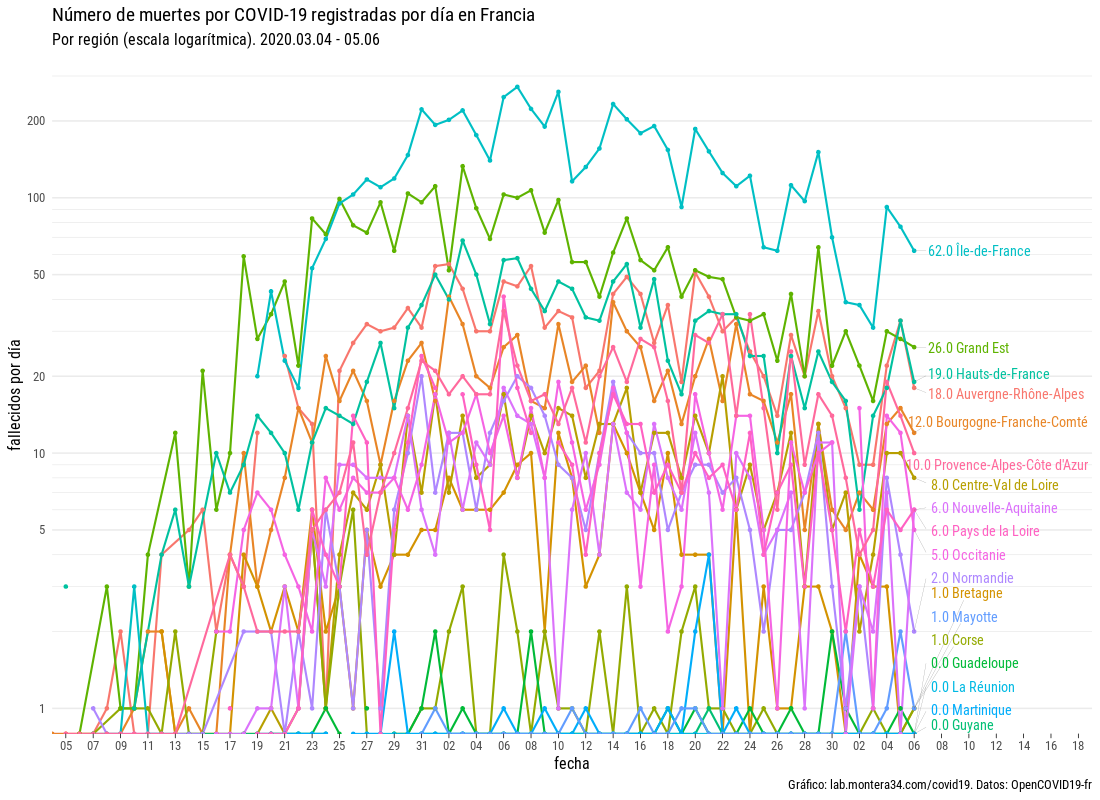 Número de muertes por COVID-19 registradas por día en Francia
Por región (escala logarítmica). 2020.03.04 - 05.06
fallecidos por día
200
100
50
20
10
5
1
62.0 Île-de-France
26.0 Grand Est
19.0 Hauts-de-France
18.0 Auvergne-Rhône-Alpes
12.0 Bourgogne-Franche-Comté
10.0 Provence-Alpes-Côte d'Azur
8.0 Centre-Val de Loire
6.0 Nouvelle-Aquitaine
6.0 Pays de la Loire
5.0 Occitanie
2.0 Normandie
1.0 Bretagne
1.0 Mayotte
1.0 Corse
0.0 Guadeloupe
0.0 La Réunion
0.0 Martinique
0.0 Guyane
05 07 09 11 13 15 17 19 21 23 25 27 29 31 02 04 06 08 10 12 14 16 18 20 22 24 26 28 30 02 04 06 08 10 12 14 16 18
fecha
Gráfico: lab.montera34.com/covid19. Datos: OpenCOVID19-fr